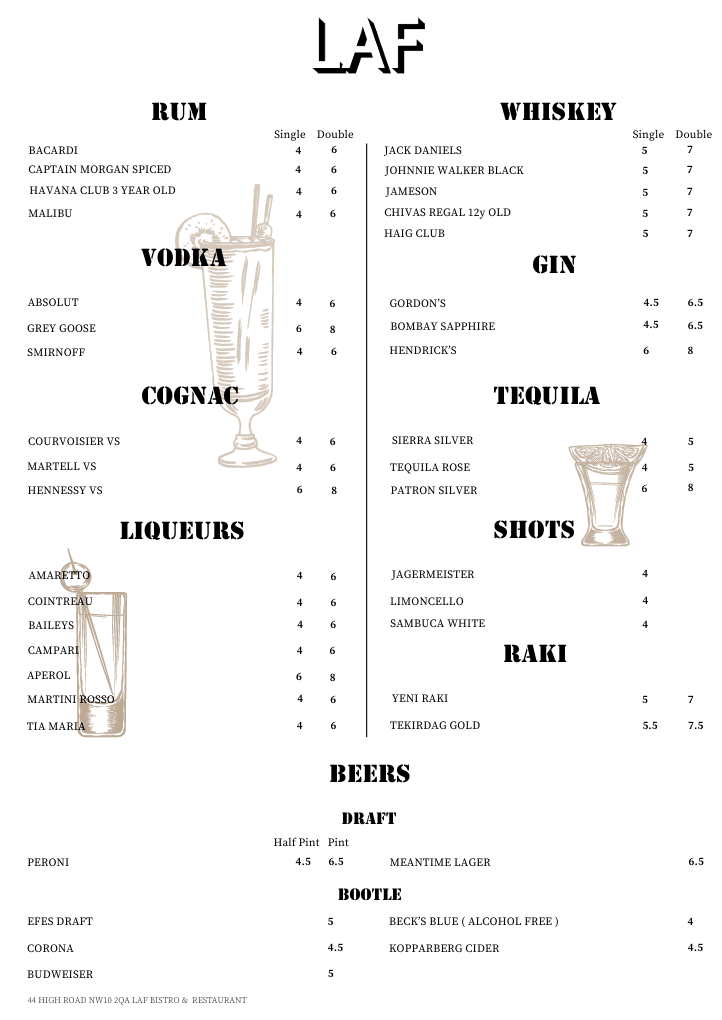 LAF
RUM
Single Double
BACARDI 4 6
CAPTAIN MORGAN SPICED 4 6
HAVANA CLUB 3 YEAR OLD 4 6
MALIBU 4 6
VODKA
ABSOLUT 4 6
GREY GOOSE 6 8
SMIRNOFF 4 6
COGNAC
COURVOISIER VS 4 6
MARTELL VS 4 6
HENNESSY VS 6 8
LIQUEURS
AMARETTO 4 6
COINTREAU 4 6
BAILEYS 4 6
CAMPARI 4 6
APEROL 6 8
MARTINI ROSSO 4 6
TIA MARIA 4 6
WHISKEY
Single Double
JACK DANIELS 5 7
JOHNNIE WALKER BLACK 5 7
JAMESON 5 7
CHIVAS REGAL 12y OLD 5 7
HAIG CLUB 5 7
GIN
GORDON'S 4.5 6.5
BOMBAY SAPPHIRE 4.5 6.5
HENDRICK'S 6 8
TEQUILA
SIERRA SILVER 4 5
TEQUILA ROSE 4 5
PATRON SILVER 6 8
SHOTS
JAGERMEISTER 4
LIMONCELLO 4
SAMBUCA WHITE 4
RAKI
YENI RAKI 5 7
TEKIRDAG GOLD 5.5 7.5
BEERS
DRAFT
Half Pint Pint
PERONI 4.5 6.5 MEANTIME LAGER 6.5
BOOTLE
EFES DRAFT 5 BECK'S BLUE ( ALCOHOL FREE ) 4
CORONA 4.5 KOPPARBERG CIDER 4.5
BUDWEISER 5
44 HIGH ROAD NW10 2QA LAF BISTRO & RESTAURANT